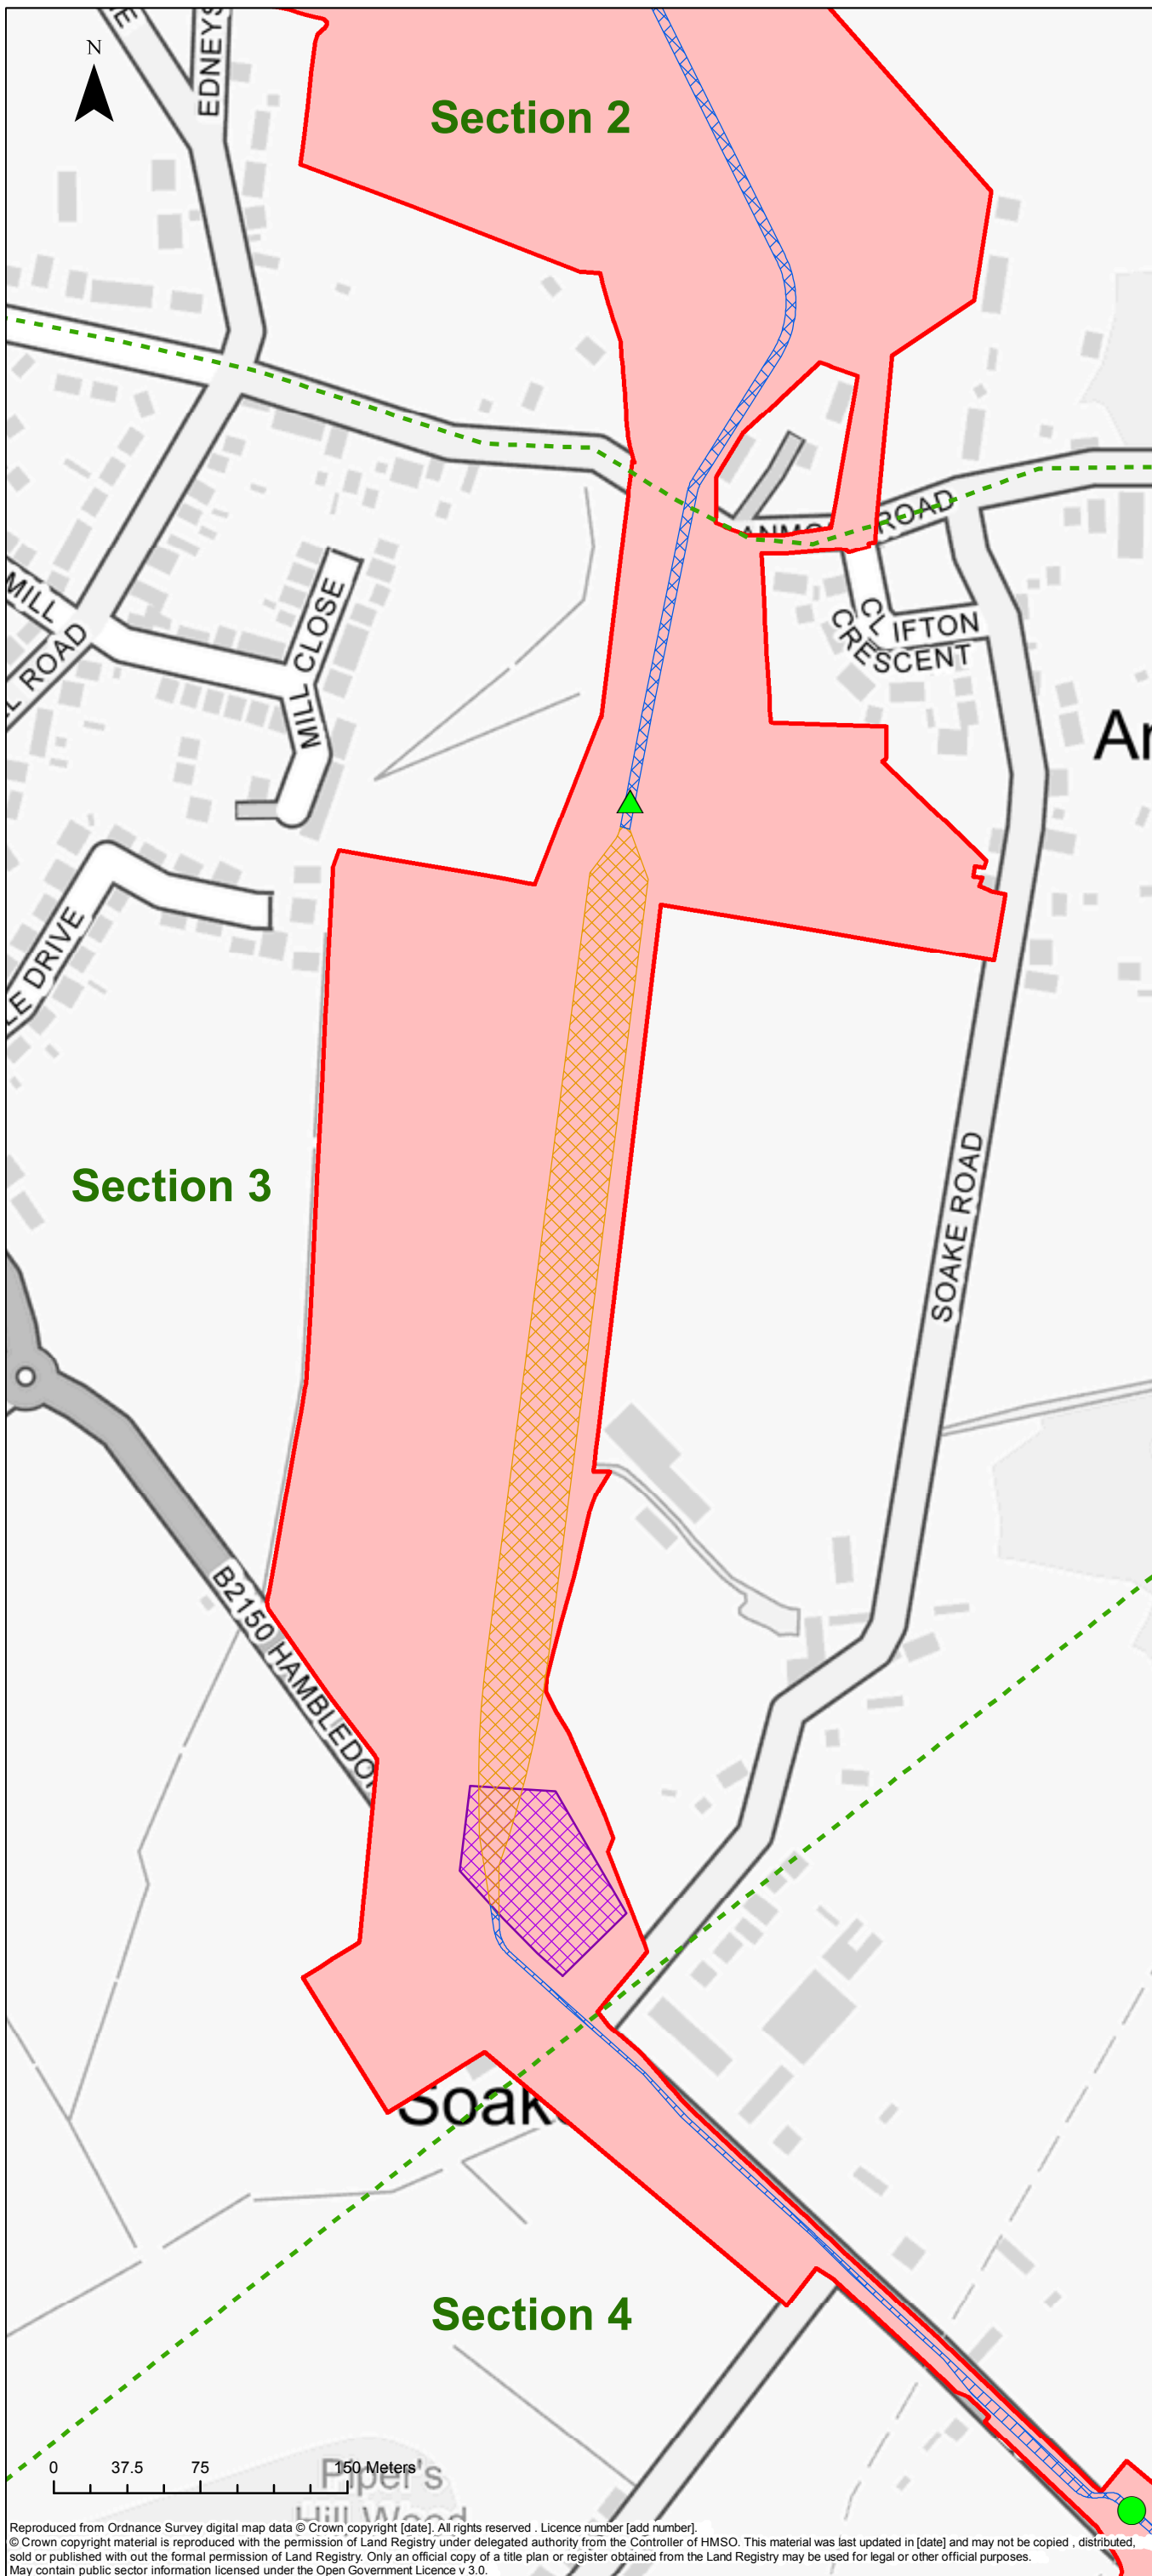 EDNEYS
N
Section 2
ANMO
ROAD
MILL
CLOSE
CLIFTON
CRESCENT
L ROAD
MILL
Ar
LE DRIVE
Section 3
SOAKE ROAD
B2150 HAMBLEDO
Soak
Section 4
0 37.5 75 150 Meters
Piper's
Hill Wood
Reproduced from Ordnance Survey digital map data © Crown copyright [date]. All rights reserved . Licence number [add number].
© Crown copyright material is reproduced with the permission of Land Registry under delegated authority from the Controller of HMSO. This material was last updated in [date] and may not be copied , distributed,
sold or published with out the formal permission of Land Registry. Only an official copy of a title plan or register obtained from the Land Registry may be used for legal or other official purposes.
May contain public sector information licensed under the Open Government Licence v 3.0.